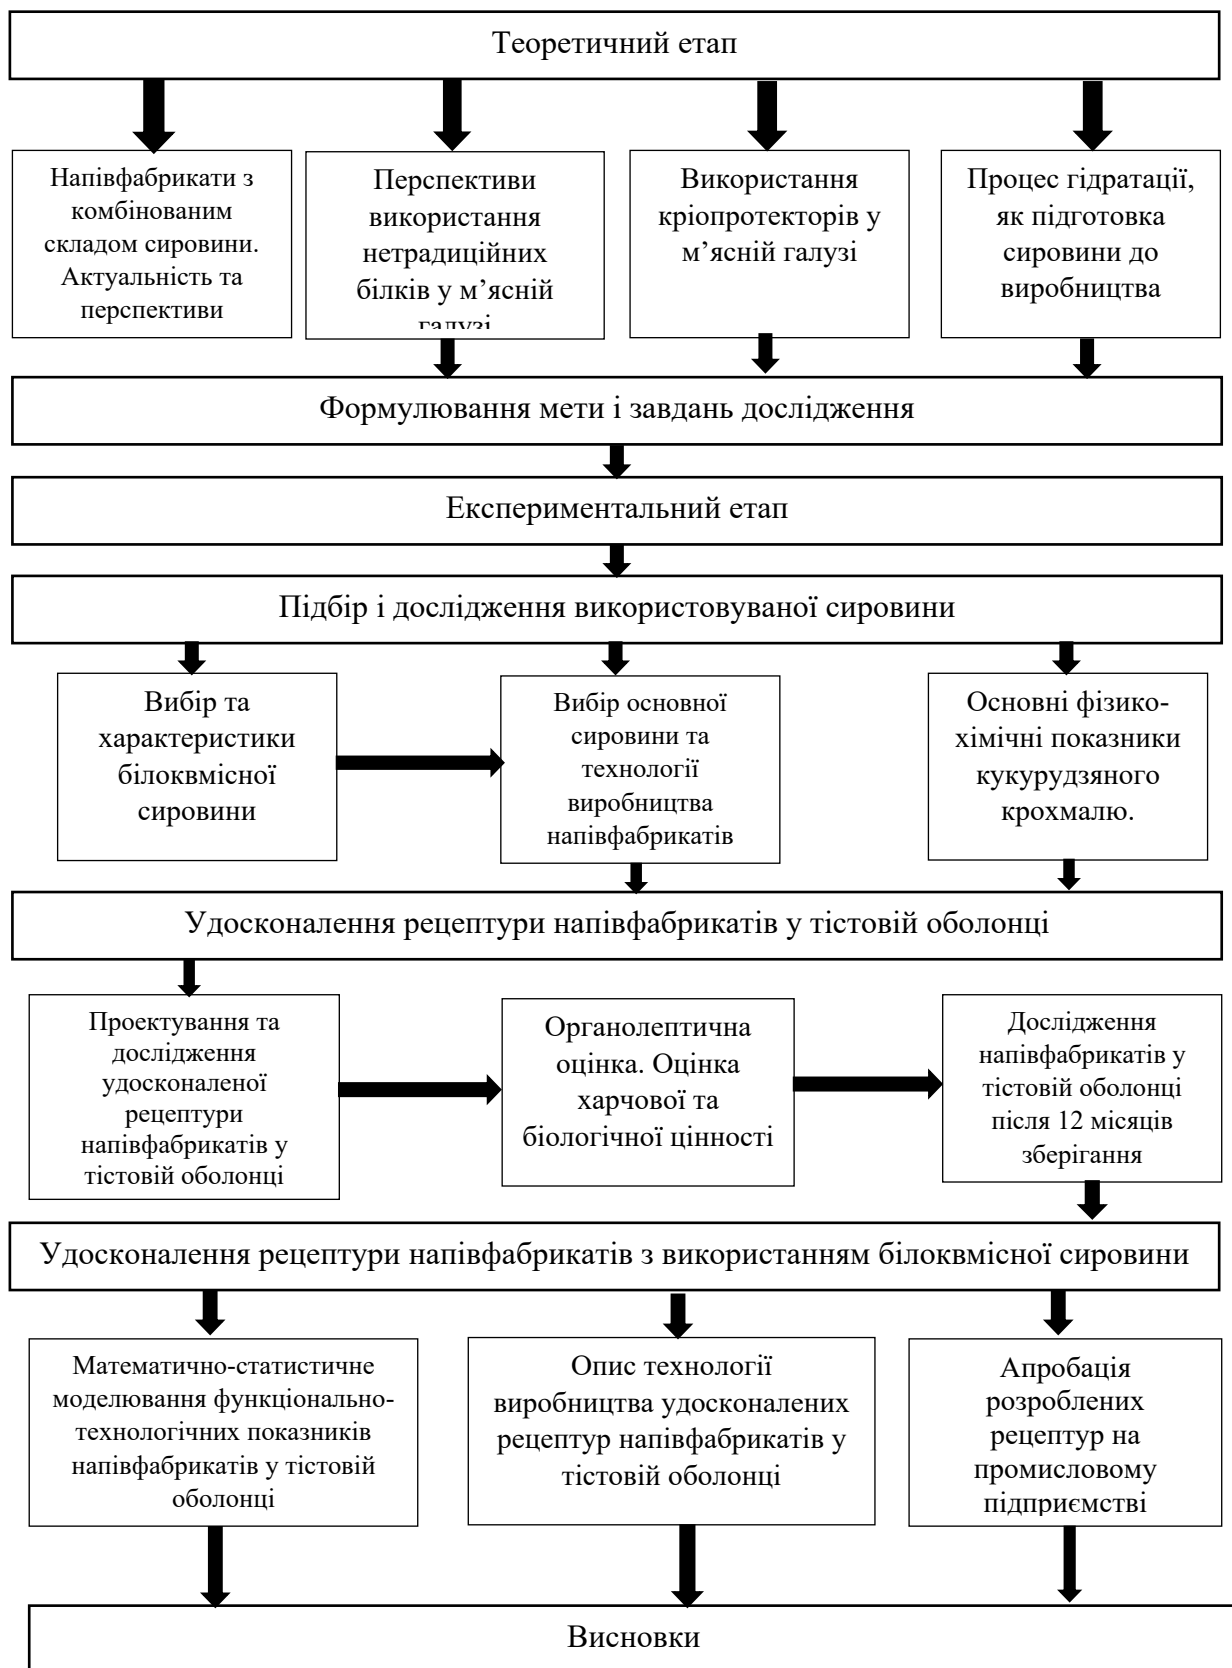 Теоретичний етап
Напівфабрикати з
комбінованим
складом сировини.
Актуальність та
перспективи
Перспективи
використання
нетрадиційних
білків у м’ясній
галузі
Використання
кріопротекторів у
м’ясній галузі
Процес гідратації,
як підготовка
сировини до
виробництва
Формулювання мети і завдань дослідження
Експериментальний етап
Підбір і дослідження використовуваної сировини
Вибір та
характеристики
білоквмісної
сировини
Вибір основної
сировини та
технології
виробництва
напівфабрикатів
Основні фізико-
хімічні показники
кукурудзяного
крохмалю.
Удосконалення рецептури напівфабрикатів у тістовій оболонці
Проектування та
дослідження
удосконаленої
рецептури
напівфабрикатів у
тістовій оболонці
Органолептична
оцінка. Оцінка
харчової та
біологічної цінності
Дослідження
напівфабрикатів у
тістовій оболонці
після 12 місяців
зберігання
Удосконалення рецептури напівфабрикатів з використанням білоквмісної сировини
Математично-статистичне
моделювання функціонально-
технологічних показників
напівфабрикатів у тістовій
оболонці
Опис технології
виробництва удосконалених
рецептур напівфабрикатів у
тістовій оболонці
Апробація
розроблених
рецептур на
промисловому
підприємстві
Висновки